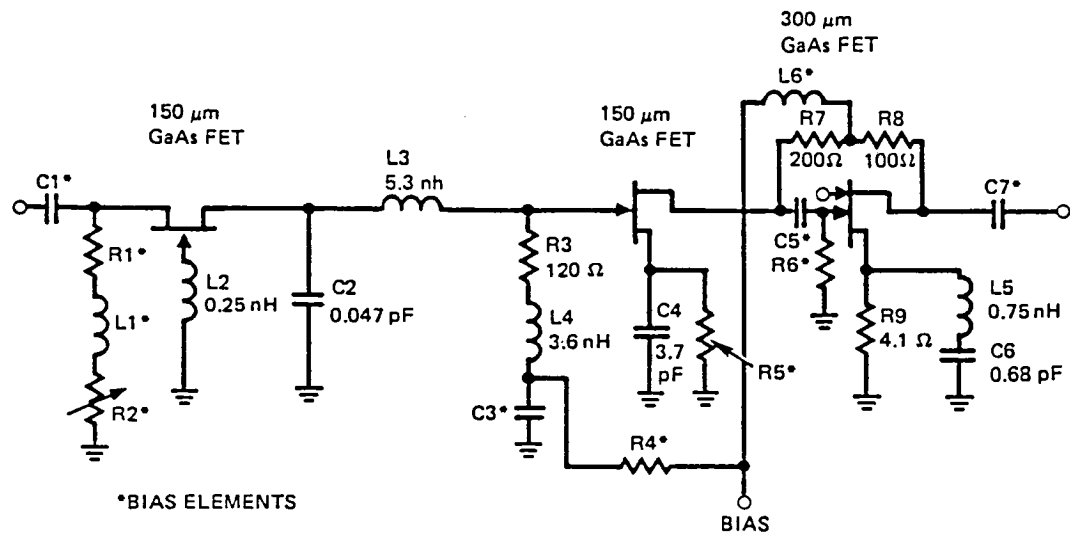 300 µm
GaAs FET
L6*
150 µm
GaAs FET
150 µm
GaAs FET
R7
R8
200Ω
100Ω
L3
5.3 nh
C1*
C7*
C5*
R6*
R1*
L2
0.25 nH
C2
0.047 pF
R3
120 Ω
L4
3.6 nH
C4
3.7
pF
R5*
R9
4.1 Ω
L5
0.75 nH
C6
0.68 pF
L1*
R2*
C3*
R4*
*BIAS ELEMENTS
BIAS